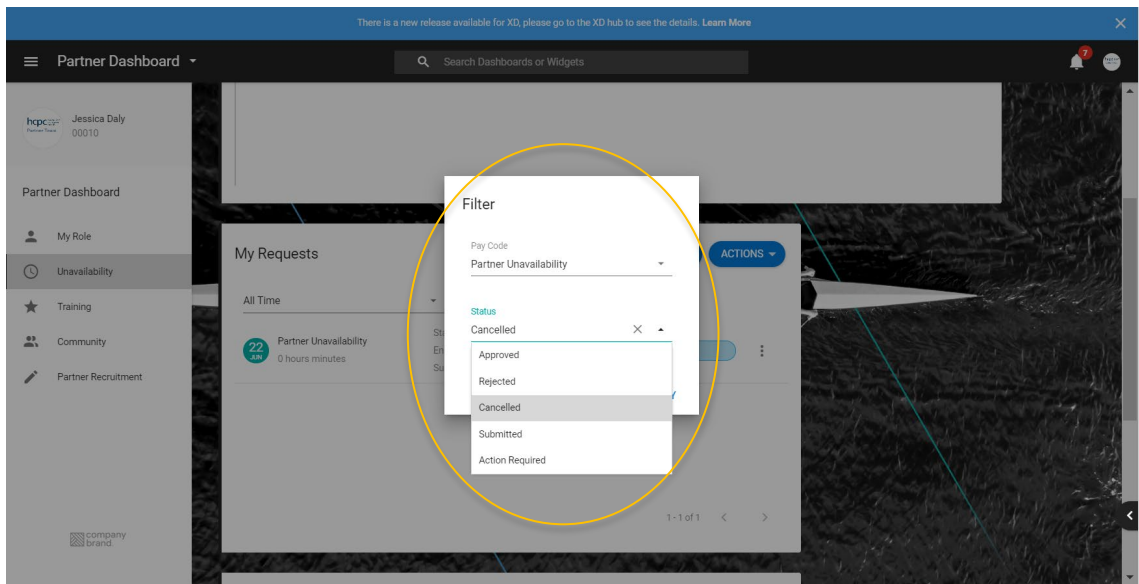 There is a new release available for XD, please go to the XD hub to see the details. Learn More
Partner Dashboard
Search Dashboards or Widgets
7
hcpc
Jessica Daly
00010
Partner Dashboard
My Role
Unavailability
Training
Community
Partner Recruitment
company
brand
My Requests
ACTIONS
All Time
22
JUN
Partner Unavailability
0 hours minutes
St
En
Su
1 - 1 of 1
Filter
Pay Code
Partner Unavailability
Status
Cancelled
Approved
Rejected
Cancelled
Submitted
Action Required
Y